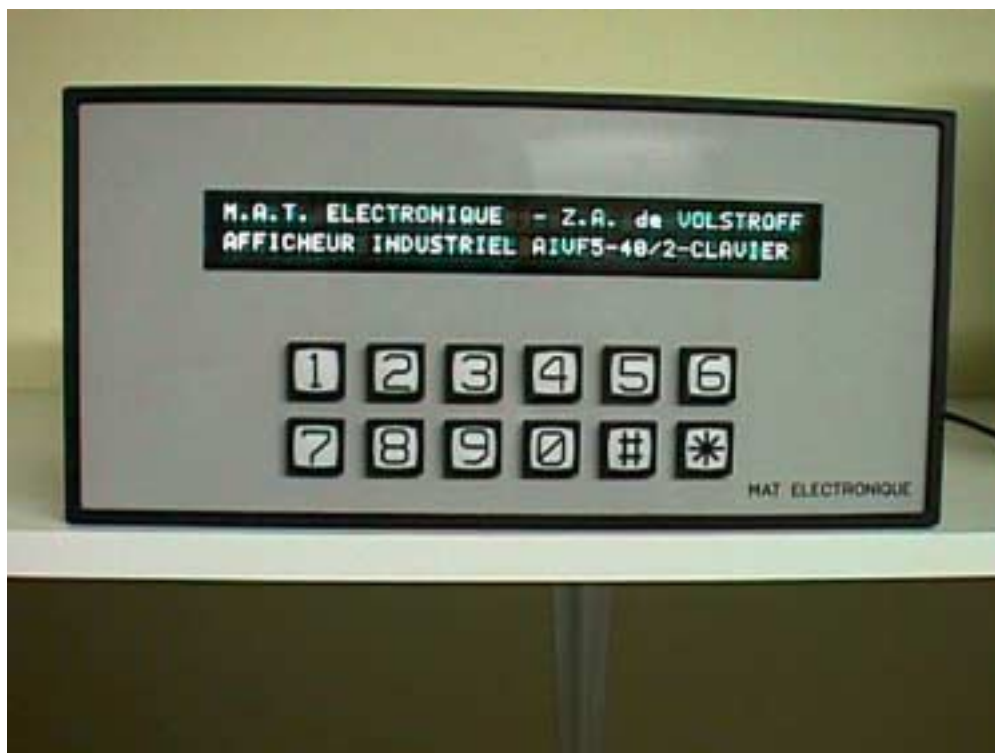 M.A.T. ELECTRONIQUE - Z.A. de VOLSTROFF
AFFICHEUR INDUSTRIEL AIVF5-40/2-CLAVIER
1 2 3 4 5 6
7 8 9 0 # *
MAT ELECTRONIQUE